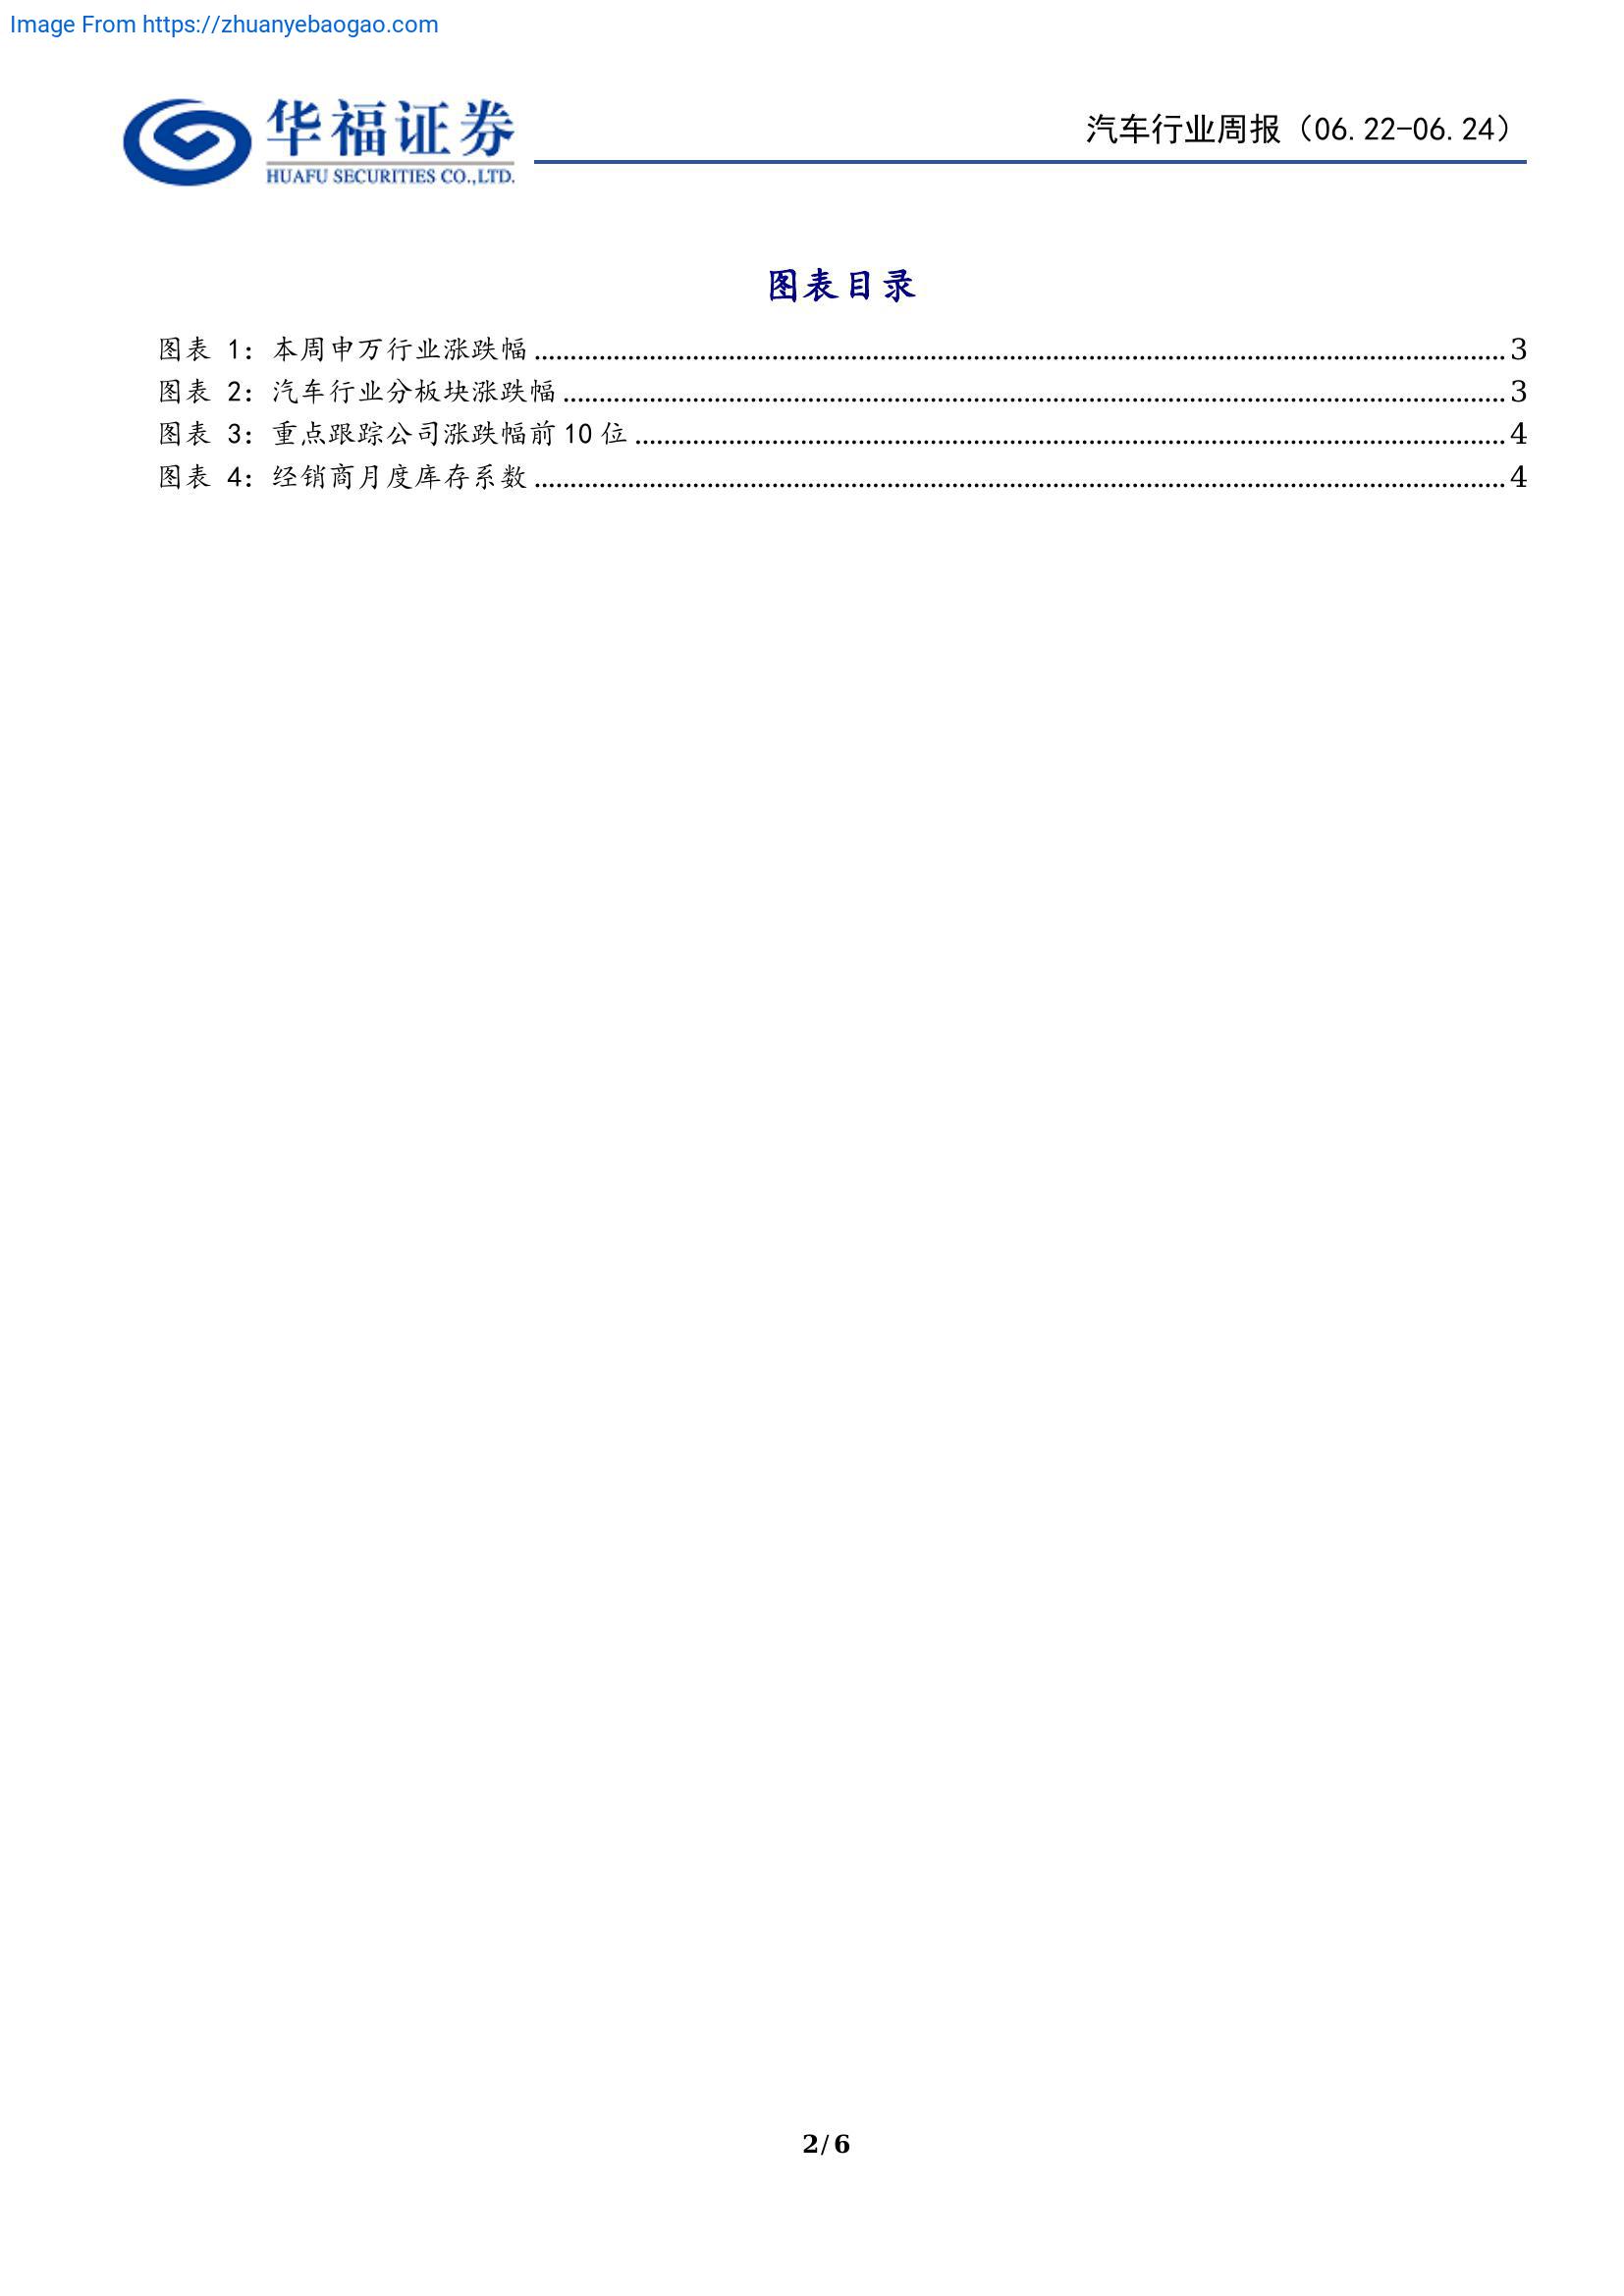 Image From https://zhuanyebaogao.com
华福证券
HUAFU SECURITIES CO.,LTD.
汽车行业周报（06.22-06.24）
图表目录
图表 1：本周申万行业涨跌幅........................................3
图表 2：汽车行业分板块涨跌幅........................................3
图表 3：重点跟踪公司涨跌幅前 10 位........................................4
图表 4：经销商月度库存系数........................................4
2/6